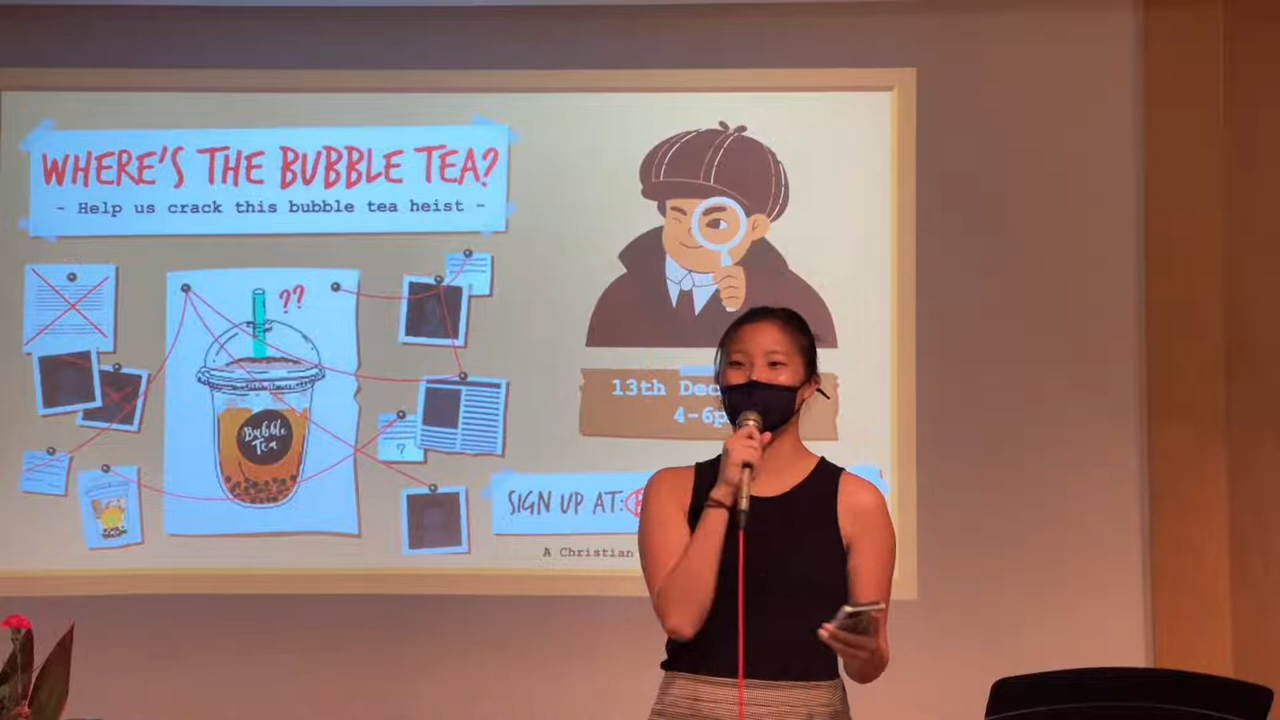 WHERE'S THE BUBBLE TEA?
- Help us crack this bubble tea heist -
??
Bubble
Tea
?
13th Dec
4-6p
SIGN UP AT:
A Christian